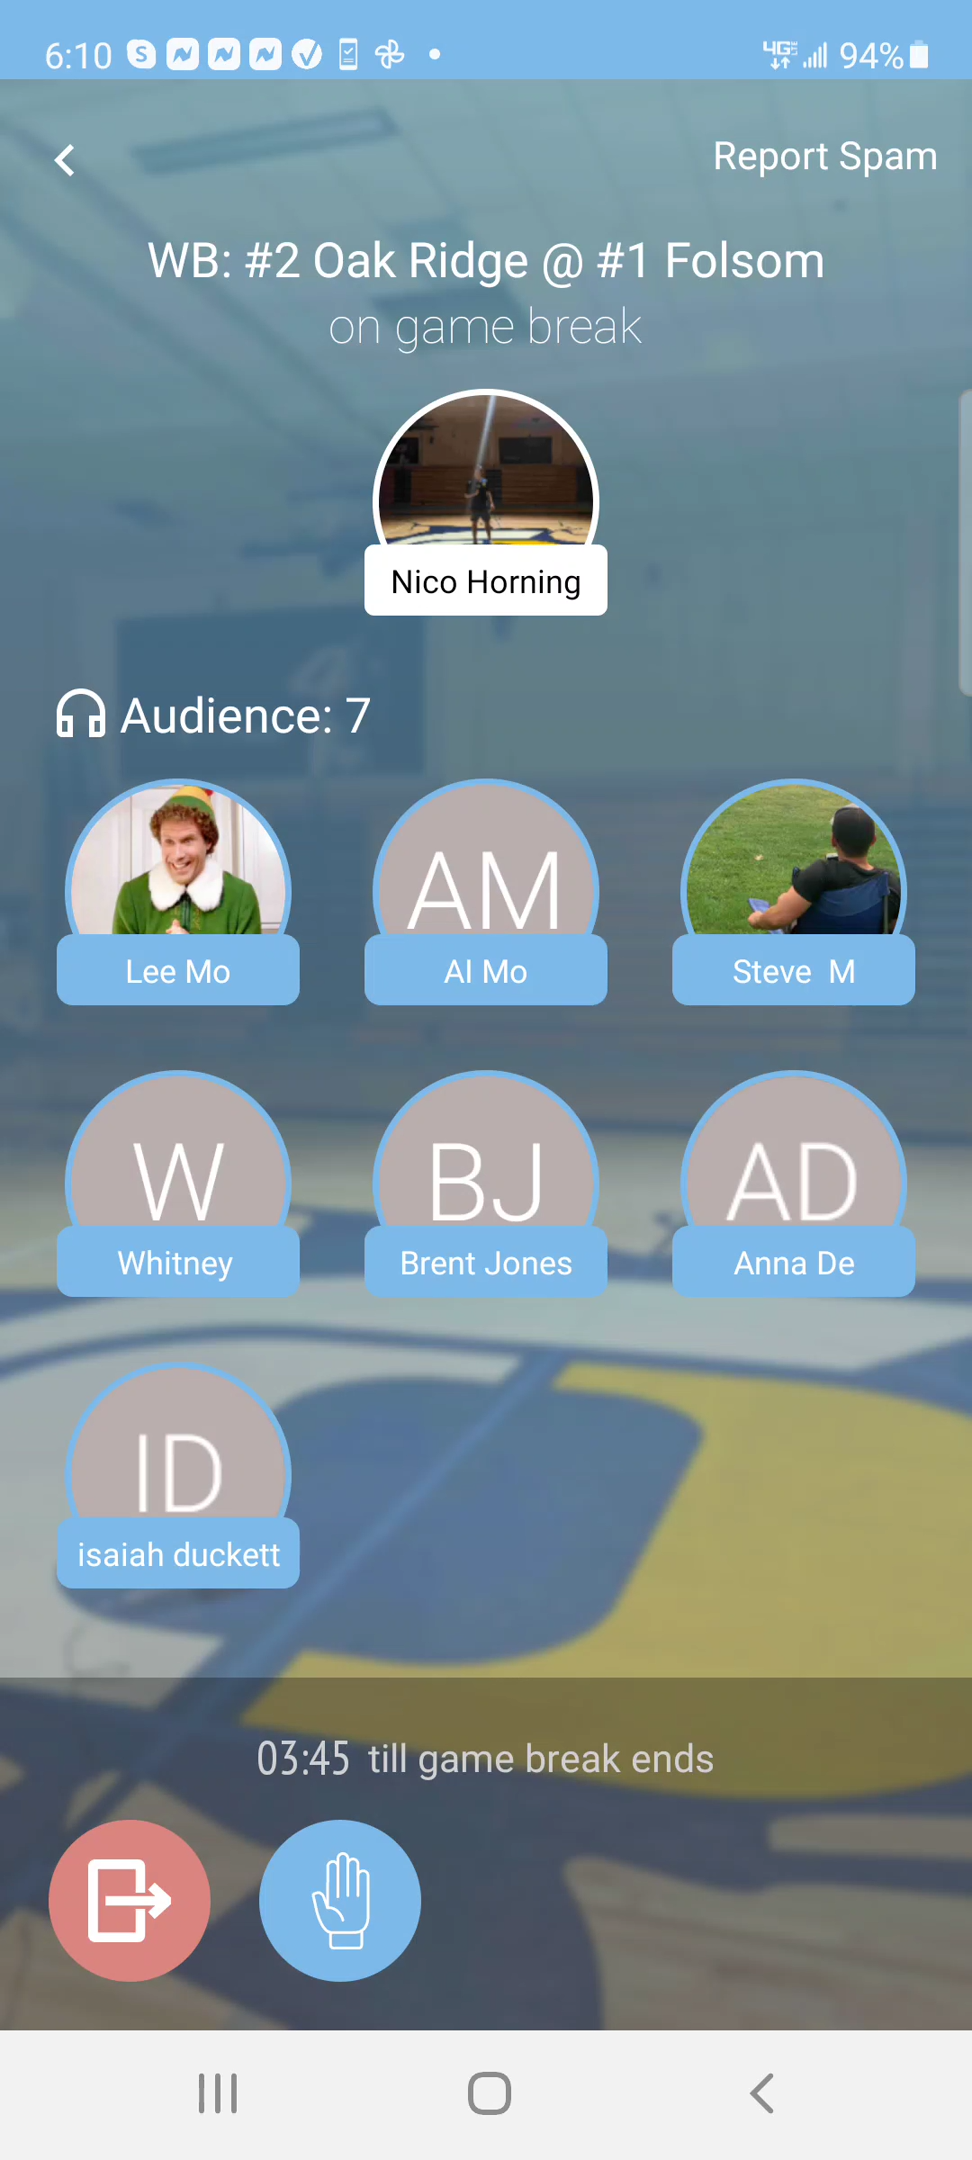 6:10
4G LTE 94%
Report Spam
WB: #2 Oak Ridge @ #1 Folsom
on game break
Nico Horning
Audience: 7
AM
Lee Mo Al Mo Steve M
W BJ AD
Whitney Brent Jones Anna De
ID
isaiah duckett
03:45 till game break ends